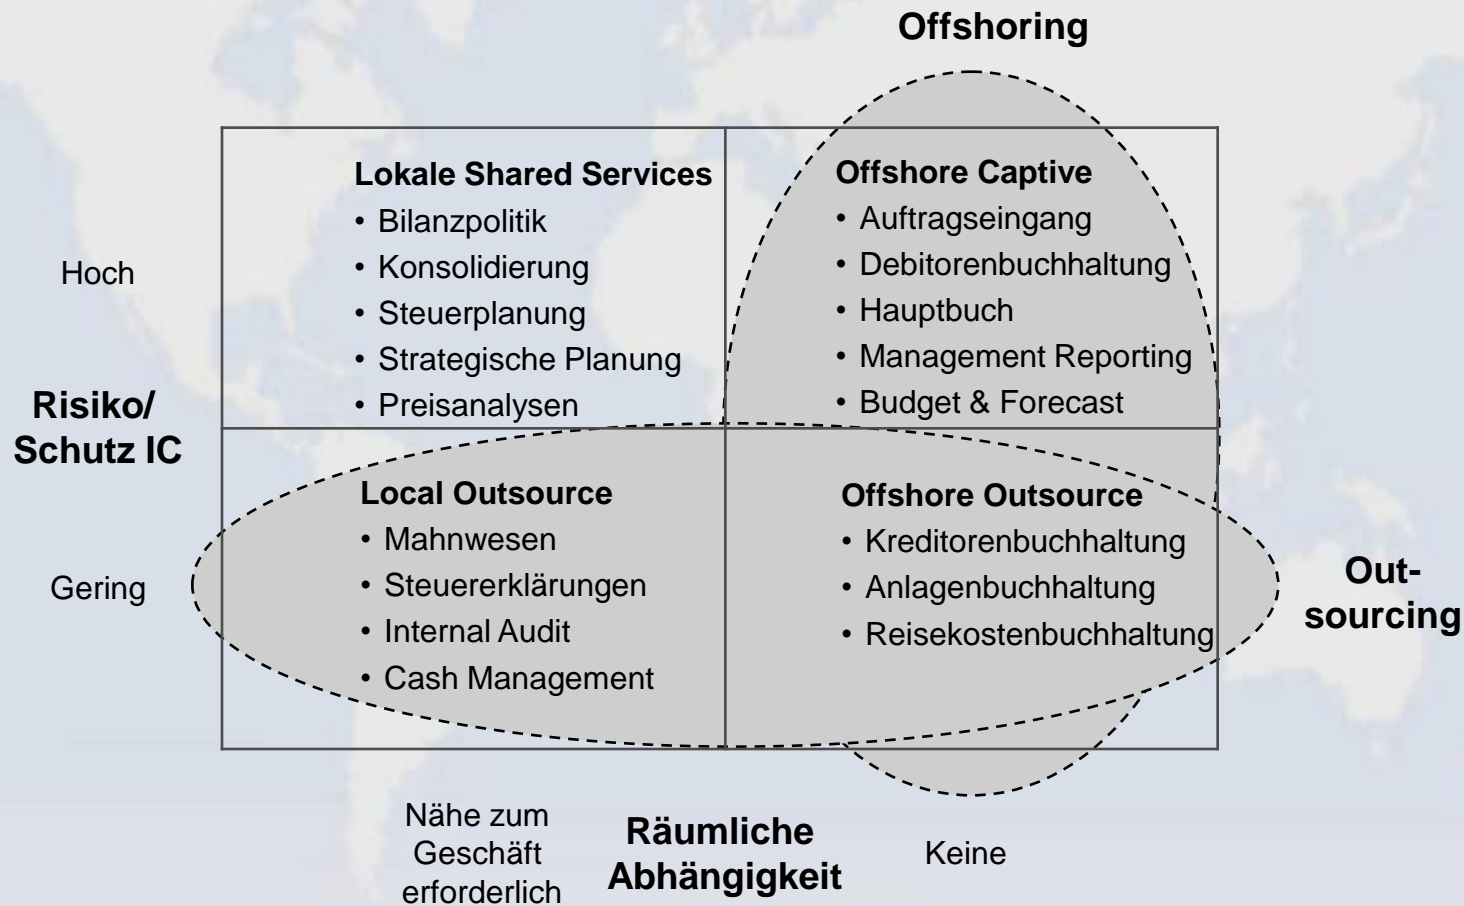 Offshoring
Lokale Shared Services
• Bilanzpolitik
• Konsolidierung
• Steuerplanung
• Strategische Planung
• Preisanalysen
Offshore Captive
• Auftragseingang
• Debitorenbuchhaltung
• Hauptbuch
• Management Reporting
• Budget & Forecast
Hoch
Risiko/
Schutz IC
Gering
Local Outsource
• Mahnwesen
• Steuererklärungen
• Internal Audit
• Cash Management
Offshore Outsource
• Kreditorenbuchhaltung
• Anlagenbuchhaltung
• Reisekostenbuchhaltung
Out-
sourcing
Nähe zum
Geschäft
erforderlich
Räumliche
Abhängigkeit
Keine